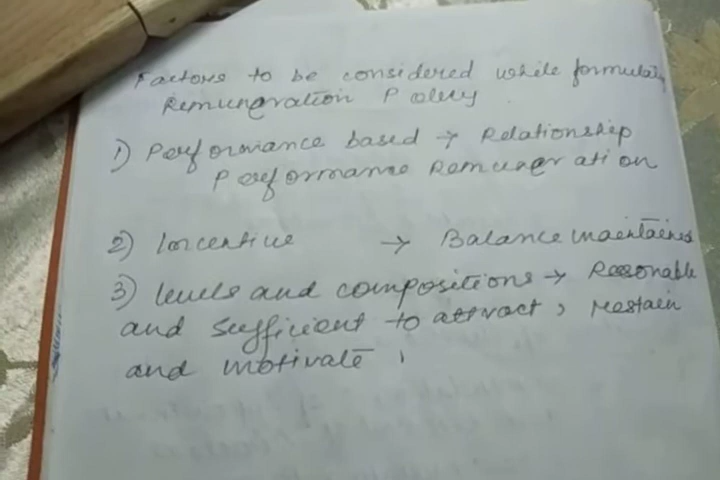 Factors to be considered while formulating
Remuneration Policy
1) Performance based → Relationship
Performance Remuneration
2) Incentive → Balance maintained
3) levels and compositions → Reasonable
and sufficient to attract, restain
and motivate